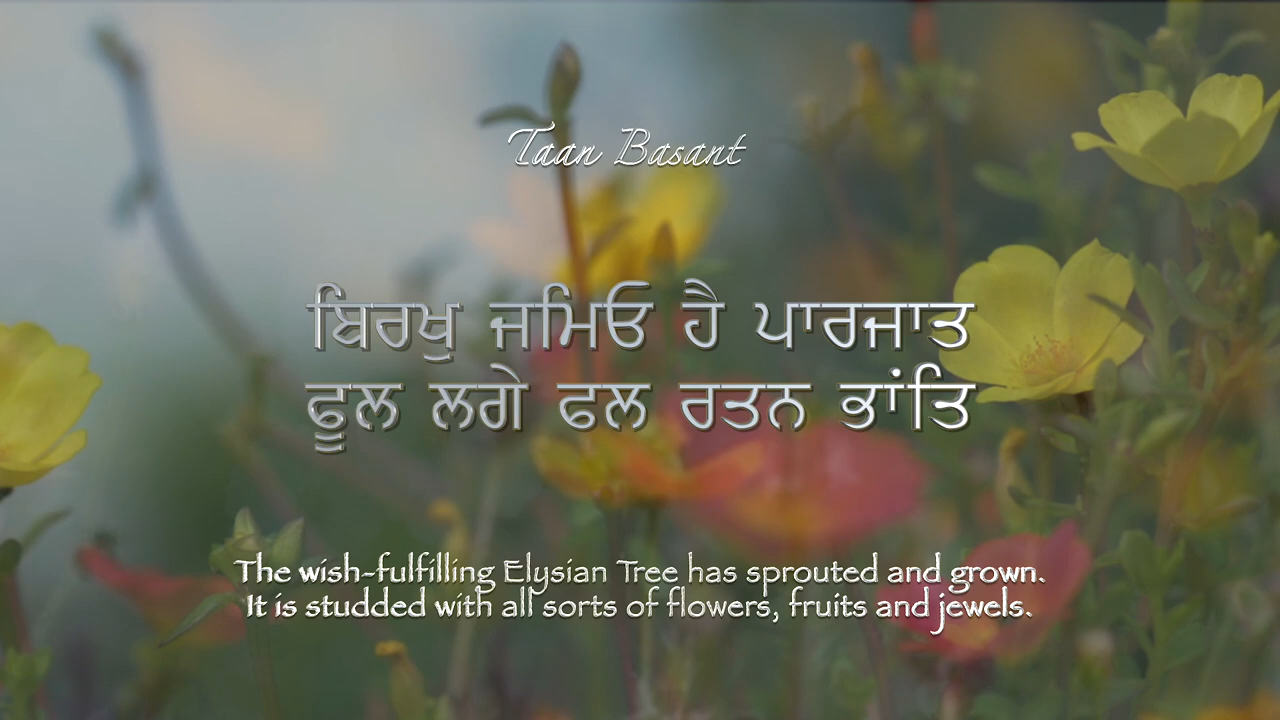 Taan Basant
ਬਿਰਖੁ ਜਮਿਓ ਹੈ ਪਾਰਜਾਤ
ਫੂਲ ਲਗੇ ਫਲ ਰਤਨ ਭਾਂਤਿ
The wish-fulfilling Elysian Tree has sprouted and grown.
It is studded with all sorts of flowers, fruits and jewels.